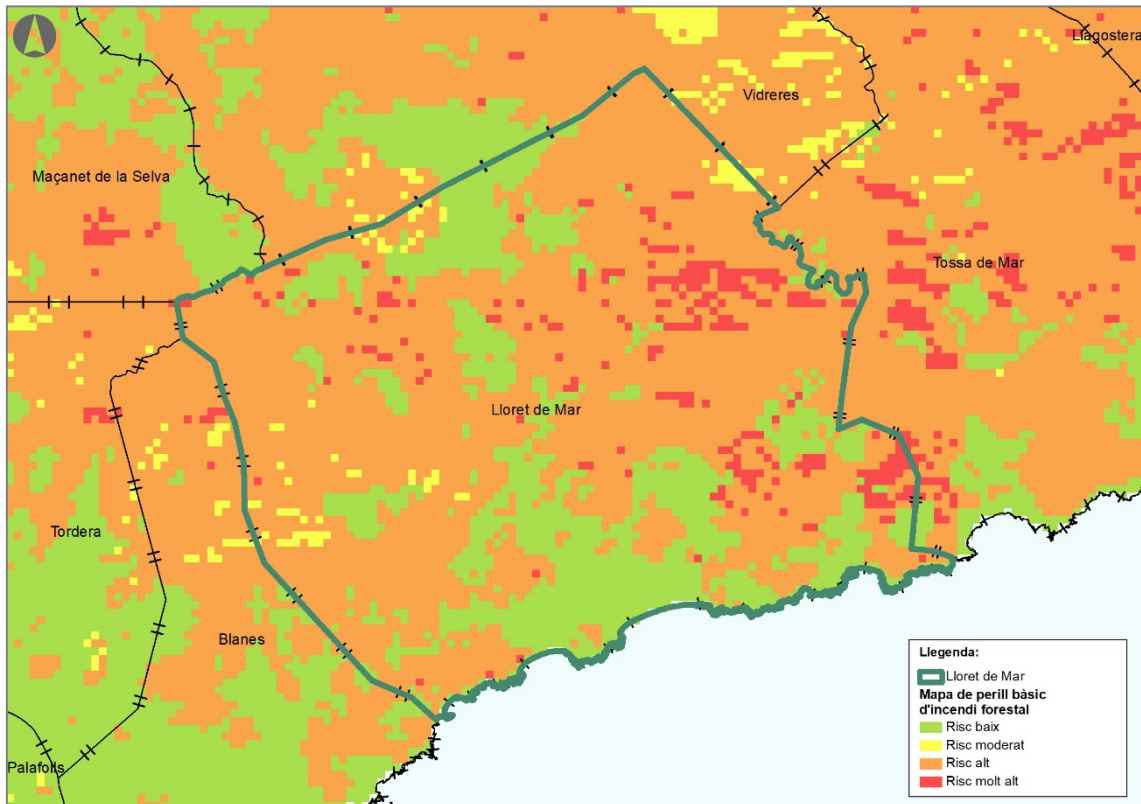 Llagostera
Vidreres
Maçanet de la Selva
Tossa de Mar
Lloret de Mar
Tordera
Blanes
Palafolls
Llegenda:
Lloret de Mar
Mapa de perill bàsic
d'incendi forestal
Risc baix
Risc moderat
Risc alt
Risc molt alt